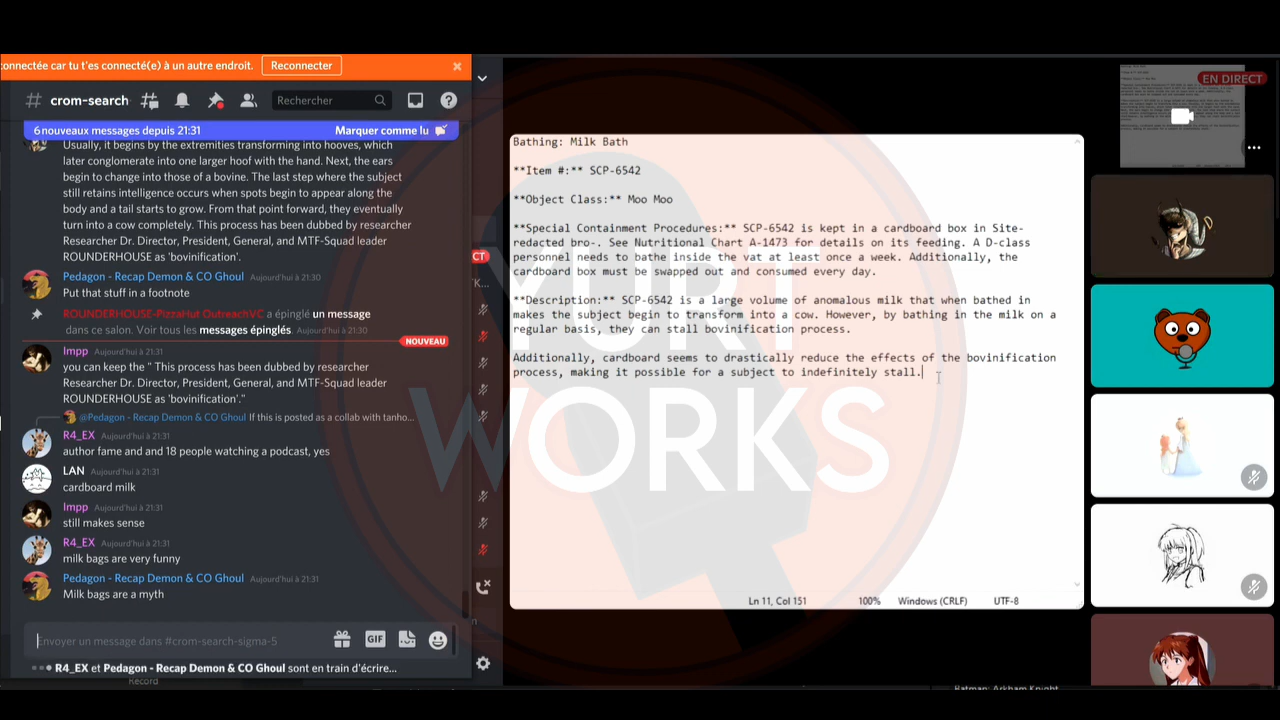 onnectée car tu t'es connecté(e) à un autre endroit.
Reconnecter
# crom-search
Rechercher
6 nouveaux messages depuis 21:31
Marquer comme lu
Usually, it begins by the extremities transforming into hooves, which
later conglomerate into one larger hoof with the hand. Next, the ears
begin to change into those of a bovine. The last step where the subject
still retains intelligence occurs when spots begin to appear along the
body and a tail starts to grow. From that point forward, they eventually
turn into a cow completely. This process has been dubbed by researcher
Researcher Dr. Director, President, General, and MTF-Squad leader
ROUNDERHOUSE as 'bovinification'.
Pedagon - Recap Demon & CO Ghoul Aujourd'hui à 21:30
Put that stuff in a footnote
ROUNDERHOUSE-PizzaHut OutreachVC a épinglé un message
dans ce salon. Voir tous les messages épinglés. Aujourd'hui à 21:30
NOUVEAU
Impp Aujourd'hui à 21:31
you can keep the " This process has been dubbed by researcher
Researcher Dr. Director, President, General, and MTF-Squad leader
ROUNDERHOUSE as 'bovinification'."
@Pedagon - Recap Demon & CO Ghoul If this is posted as a collab with tanho...
R4_EX Aujourd'hui à 21:31
author fame and and 18 people watching a podcast, yes
LAN Aujourd'hui à 21:31
cardboard milk
Impp Aujourd'hui à 21:31
still makes sense
R4_EX Aujourd'hui à 21:31
milk bags are very funny
Pedagon - Recap Demon & CO Ghoul Aujourd'hui à 21:31
Milk bags are a myth
Envoyer un message dans #crom-search-sigma-5
GIF
R4_EX et Pedagon - Recap Demon & CO Ghoul sont en train d'écrire...
Record
CT
K...
Bathing: Milk Bath
**Item #:** SCP-6542
**Object Class:** Moo Moo
**Special Containment Procedures:** SCP-6542 is kept in a cardboard box in Site-
redacted bro-. See Nutritional Chart A-1473 for details on its feeding. A D-class
personnel needs to bathe inside the vat at least once a week. Additionally, the
cardboard box must be swapped out and consumed every day.
**Description:** SCP-6542 is a large volume of anomalous milk that when bathed in
makes the subject begin to transform into a cow. However, by bathing in the milk on a
regular basis, they can stall bovinification process.
Additionally, cardboard seems to drastically reduce the effects of the bovinification
process, making it possible for a subject to indefinitely stall.
Ln 11, Col 151
100%
Windows (CRLF)
UTF-8
YURT
WORKS
EN DIRECT
Batman: Arkham Knight